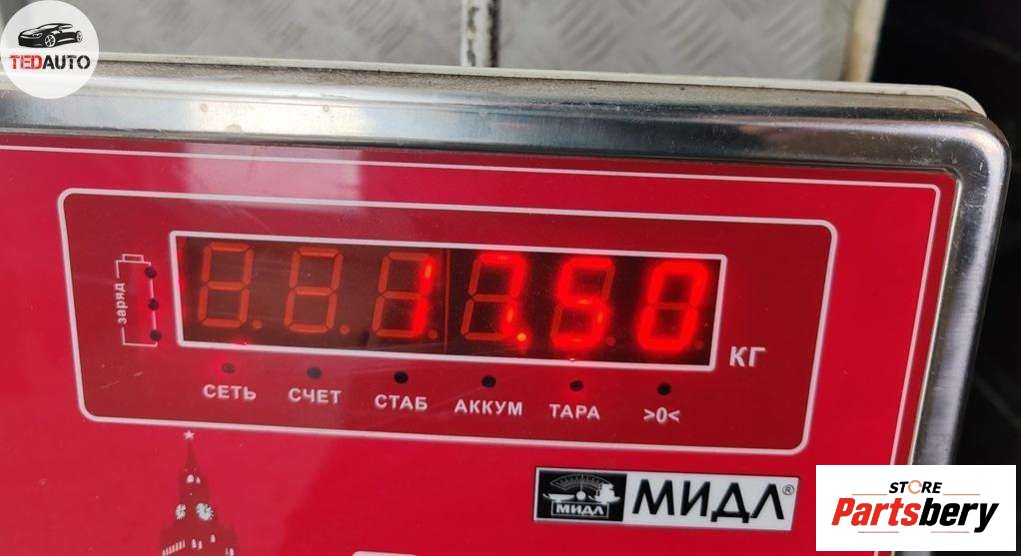 TEDAUTO
заряд
17.50
КГ
СЕТЬ СЧЕТ СТАБ АККУМ ТАРА >0<
МИДЛ МИДЛ®
STORE
Partsbery